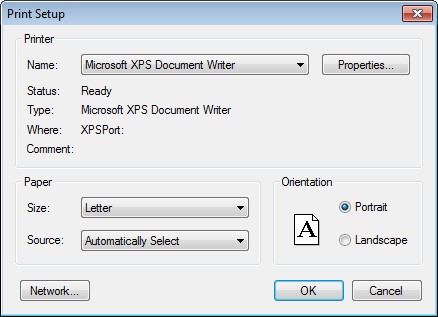 Print Setup
Printer
Name: Microsoft XPS Document Writer Properties...
Status: Ready
Type: Microsoft XPS Document Writer
Where: XPSPort:
Comment:
Paper
Size: Letter
Source: Automatically Select
Orientation
A
Portrait
Landscape
Network... OK Cancel